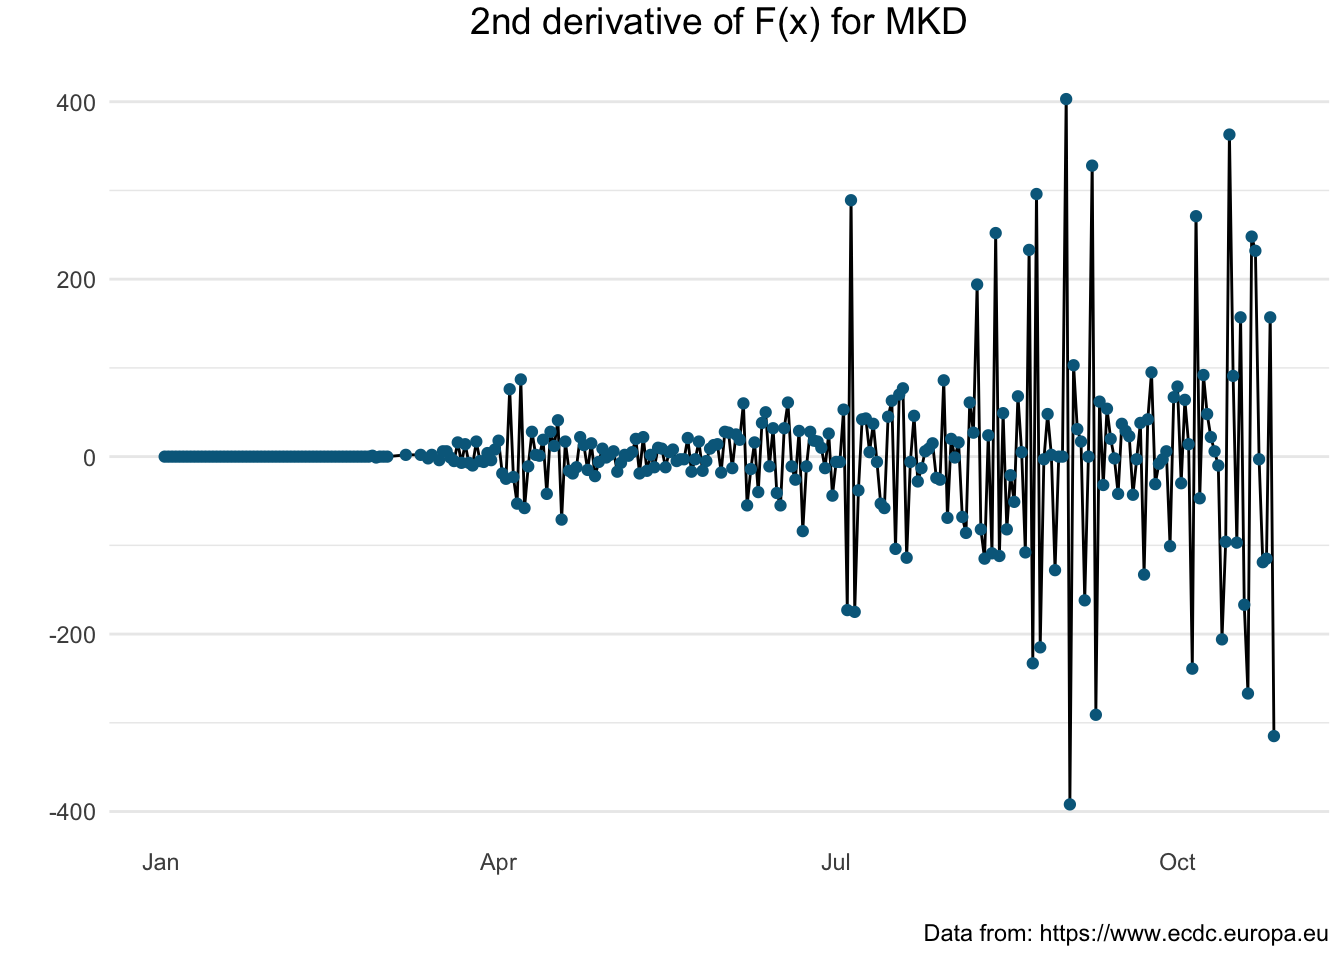 2nd derivative of F(x) for MKD
400
200
0
-200
-400
Jan Apr Jul Oct
Data from: https://www.ecdc.europa.eu